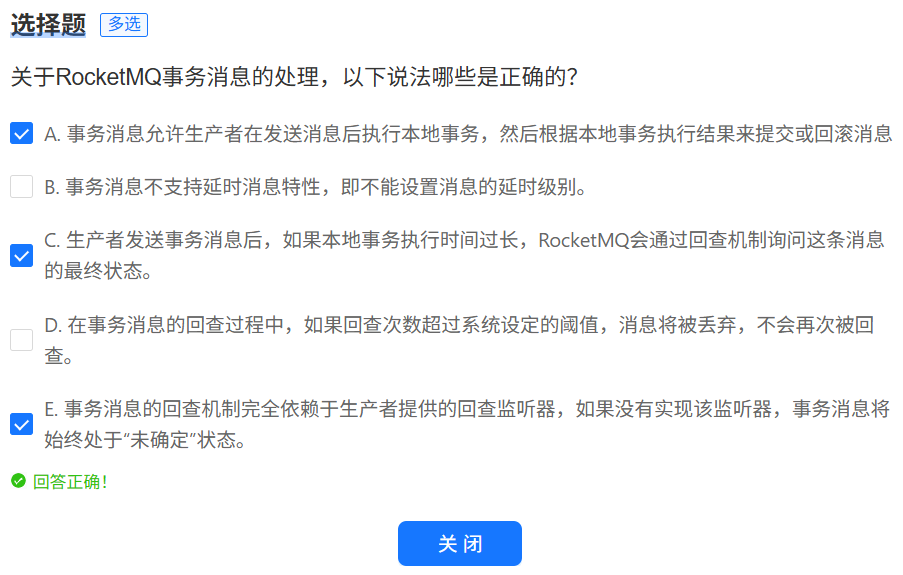 选择题 多选
关于RocketMQ事务消息的处理，以下说法哪些是正确的？
A. 事务消息允许生产者在发送消息后执行本地事务，然后根据本地事务执行结果来提交或回滚消息
B. 事务消息不支持延时消息特性，即不能设置消息的延时级别。
C. 生产者发送事务消息后，如果本地事务执行时间过长，RocketMQ会通过回查机制询问这条消息
的最终状态。
D. 在事务消息的回查过程中，如果回查次数超过系统设定的阈值，消息将被丢弃，不会再次被回
查。
E. 事务消息的回查机制完全依赖于生产者提供的回查监听器，如果没有实现该监听器，事务消息将
始终处于“未确定”状态。
回答正确！
关 闭